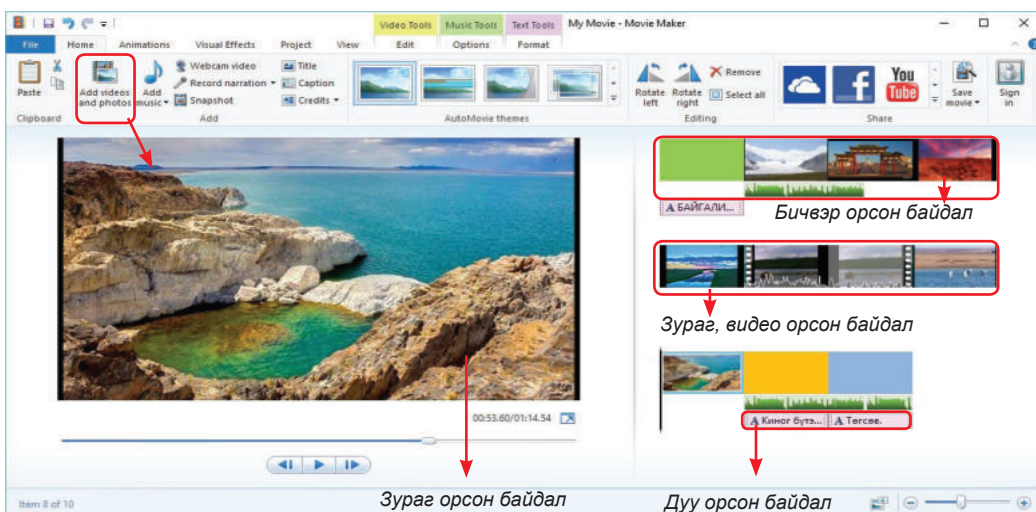 Video Tools Music Tools Text Tools My Movie - Movie Maker
File Home Animations Visual Effects Project View Edit Options Format
Paste
Clipboard
Add videos and photos
Add music
Webcam video
Record narration
Snapshot
Title
Caption
Credits
Add
AutoMovie themes
Rotate left
Rotate right
Remove
Select all
Editing
You Tube
Share
Save movie
Sign in
A БАЙГАЛИ...
Бичвэр орсон байдал
Зураг, видео орсон байдал
00:53.60/01:14.54
A Киног бүтэ... A Төгсөв.
Зураг орсон байдал
Дуу орсон байдал
Item 8 of 10